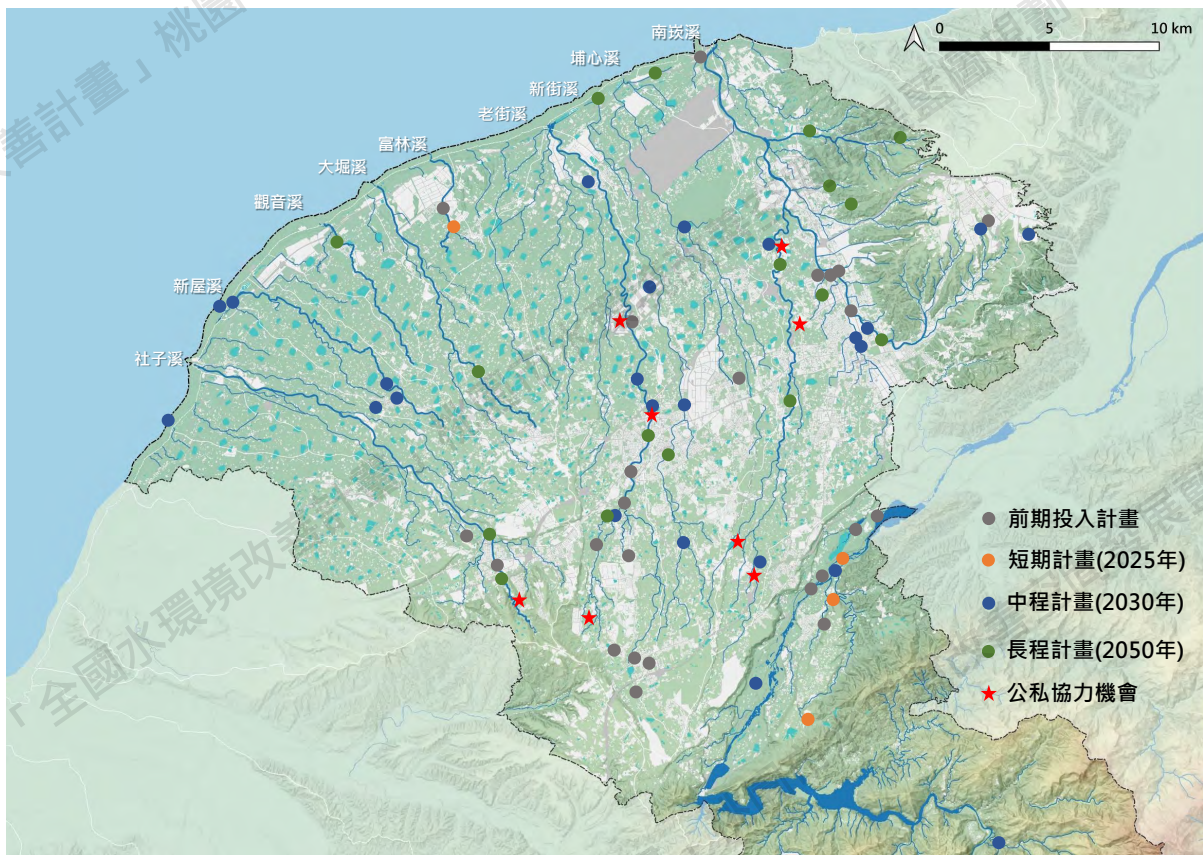 0 5 10 km
南崁溪
埔心溪
新街溪
老街溪
富林溪
大堀溪
觀音溪
新屋溪
社子溪
前期投入計畫
短期計畫(2025年)
中程計畫(2030年)
長程計畫(2050年)
公私協力機會
善計畫」桃園
「全國水環境改善